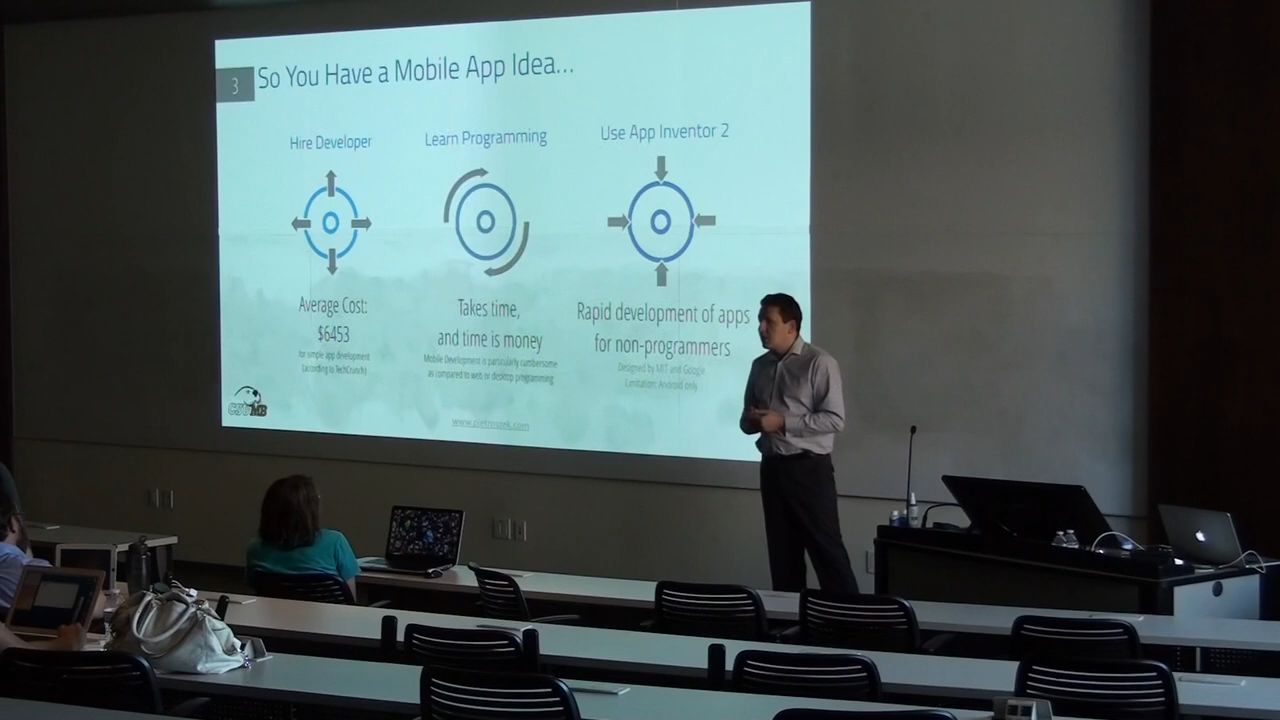 3
So You Have a Mobile App Idea...
Hire Developer
Learn Programming
Use App Inventor 2
Average Cost:
$6453
for simple app development
(according to TechCrunch)
Takes time,
and time is money
Mobile Development is particularly cumbersome
as compared to web or desktop programming
Rapid development of apps
for non-programmers
Designed by MIT and Google
Limitation: Android only
CSUMB